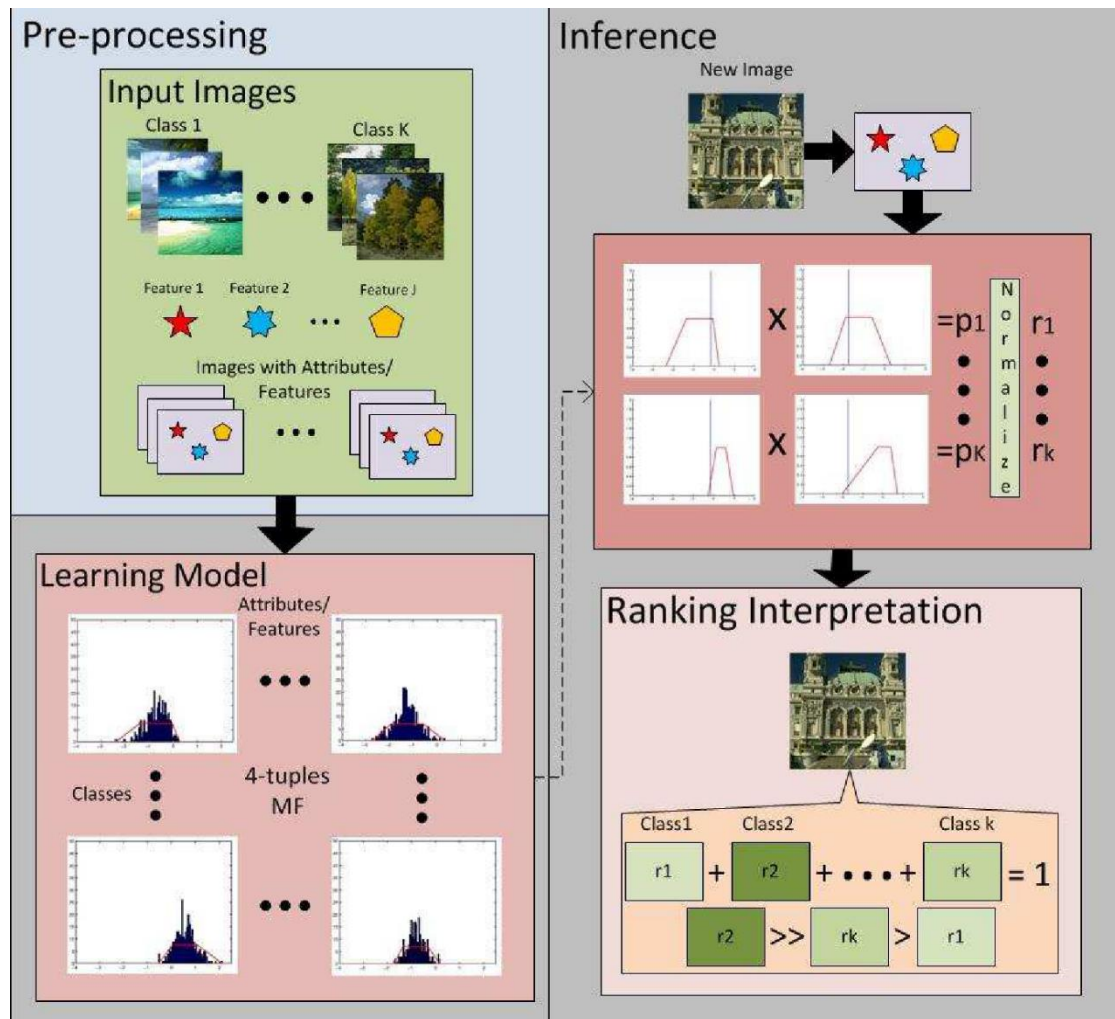 Pre-processing
Input Images
Class 1
Class K
Feature 1 Feature 2 Feature J
Images with Attributes/
Features
Learning Model
Attributes/
Features
Classes
4-tuples
MF
Inference
New Image
X
=p1
r1
X
=pK
rk
Normalize
Ranking Interpretation
Class1 Class2 Class k
r1 + r2 + ••• + rk = 1
r2 >> rk > r1